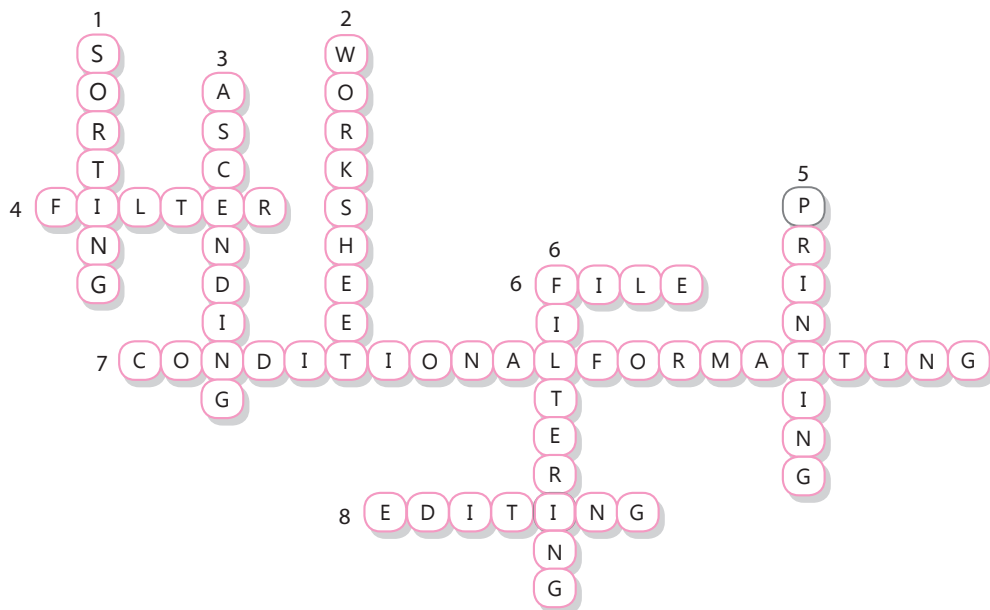 1 SORTING
2 WORKSHEET
3 ASCENDING
4 FILTER
5 PRINTING
6 FILTERING
6 FILE
7 CONDITIONALFORMATTING
8 EDITING